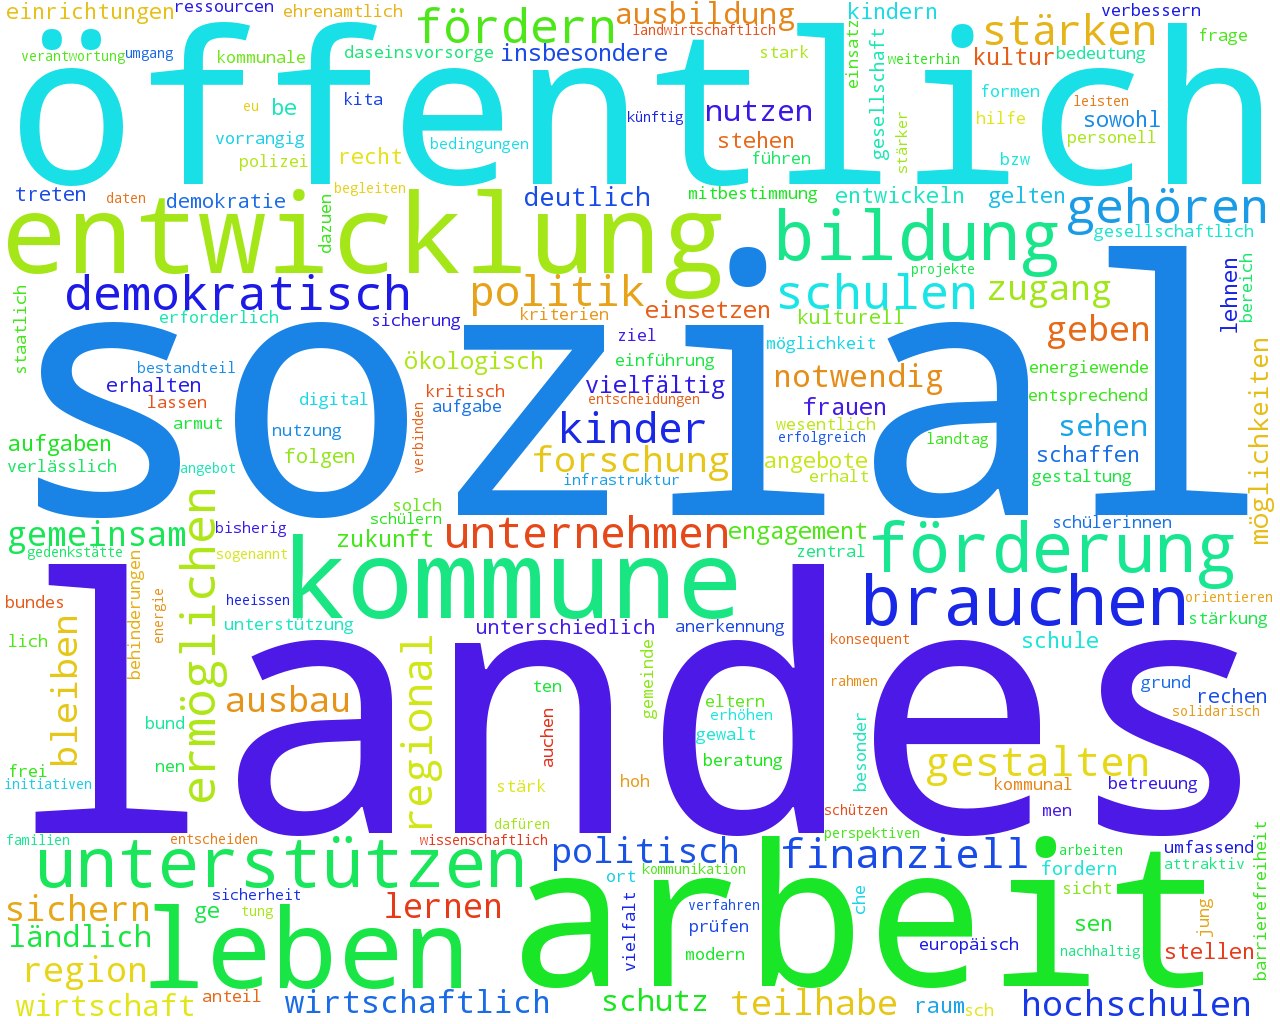 einrichtungen
ressourcen
ehrenamtlich
fördern
ausbildung
kindern
stärken
verbessern
verantwortung
umgang
kommunale
daseinsvorsorge
insbesondere
landwirtschaftlich
stark
einsatz
gesellschaft
weiterhin
kultur
bedeutung
frage
öffentlich
eu
be
kita
künftig
nutzen
formen
leisten
hilfe
sowohl
vorrangig
bedingungen
stehen
stärker
personell
polizei
recht
führen
bzw
treten
daten
demokratie
begleiten
dazuen
deutlich
mitbestimmung
entwickeln
gelten
gehören
entwicklung
bildung
gesellschaftlich
projekte
lehnen
bereich
demokratisch
politik
schulen
zugang
staatlich
erforderlich
sicherung
kriterien
einsetzen
kulturell
geben
ziel
möglichkeit
möglichkeiten
sozial
bestandteil
ökologisch
einführung
energiewende
erhalten
kritisch
vielfältig
notwendig
entsprechend
lassen
digital
aufgabe
entscheidungen
frauen
armut
nutzung
verbinden
kinder
wesentlich
sehen
aufgaben
folgen
erfolgreich
landtag
verlässlich
angebot
forschung
angebote
schaffen
infrastruktur
erhalt
gestaltung
ermöglichen
solch
schülern
gemeinsam
bisherig
zukunft
unternehmen
engagement
schülerinnen
gedenkstätte
sogenannt
zentral
förderung
behinderungen
energie
kommune
brauchen
bundes
heeissen
orientieren
lich
unterstützung
unterschiedlich
anerkennung
stärkung
bleiben
regional
gemeinde
konsequent
schule
landes
ausbau
ten
eltern
rahmen
grund
rechen
bund
auchen
erhöhen
solidarisch
gewalt
besonder
frei
nen
beratung
gestalten
initiativen
stärk
hoh
kommunal
betreuung
dafüren
schützen
men
familien
entscheiden
wissenschaftlich
perspektiven
unterstützen
politisch
finanziell
arbeiten
umfassend
ort
kommunikation
fordern
attraktiv
barrierefreiheit
sicherheit
arbeit
sicht
sichern
ge
tung
lernen
vielfalt
verfahren
che
jung
ländlich
leben
prüfen
sen
europäisch
nachhaltig
stellen
region
modern
wirtschaft
anteil
wirtschaftlich
schutz
teilhabe
raum
sch
hochschulen